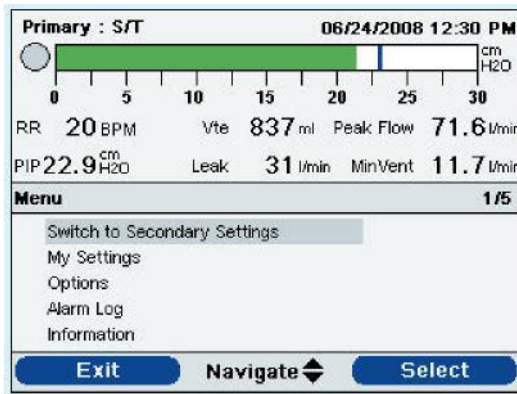 Primary : S/T 06/24/2008 12:30 PM
cm
H2O
0 5 10 15 20 25 30
RR 20 BPM Vte 837 ml Peak Flow 71.6 l/min
PIP 22.9 cm H2O Leak 31 l/min MinVent 11.7 l/min
Menu 1/5
Switch to Secondary Settings
My Settings
Options
Alarm Log
Information
Exit Navigate Select